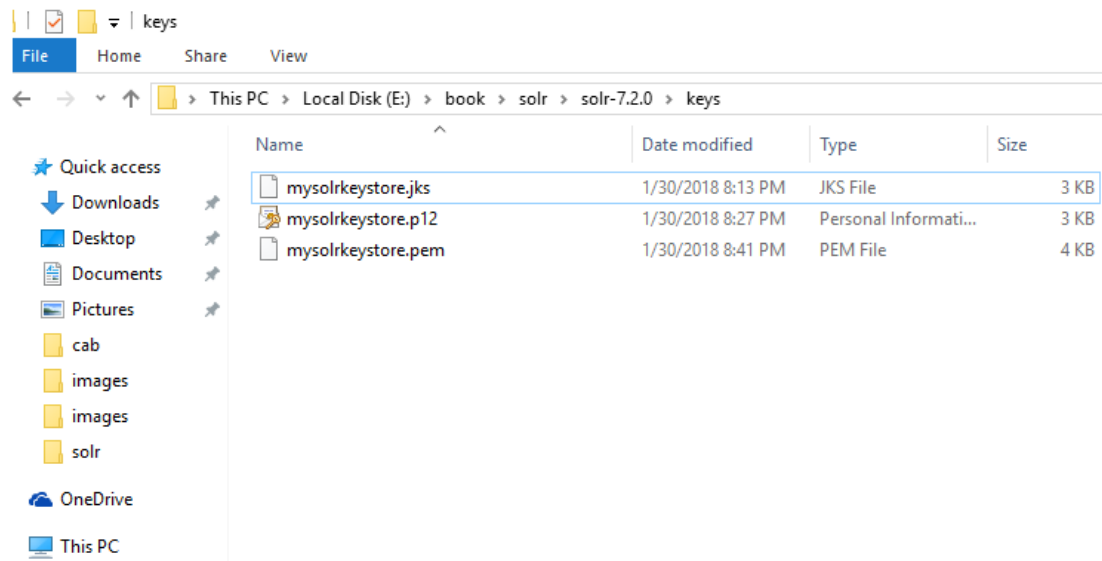 keys
File Home Share View
This PC Local Disk (E:) book solr solr-7.2.0 keys
Name Date modified Type Size
Quick access
Downloads
Desktop
Documents
Pictures
cab
images
images
solr
OneDrive
This PC
mysolrkeystore.jks 1/30/2018 8:13 PM JKS File 3 KB
mysolrkeystore.p12 1/30/2018 8:27 PM Personal Informati... 3 KB
mysolrkeystore.pem 1/30/2018 8:41 PM PEM File 4 KB